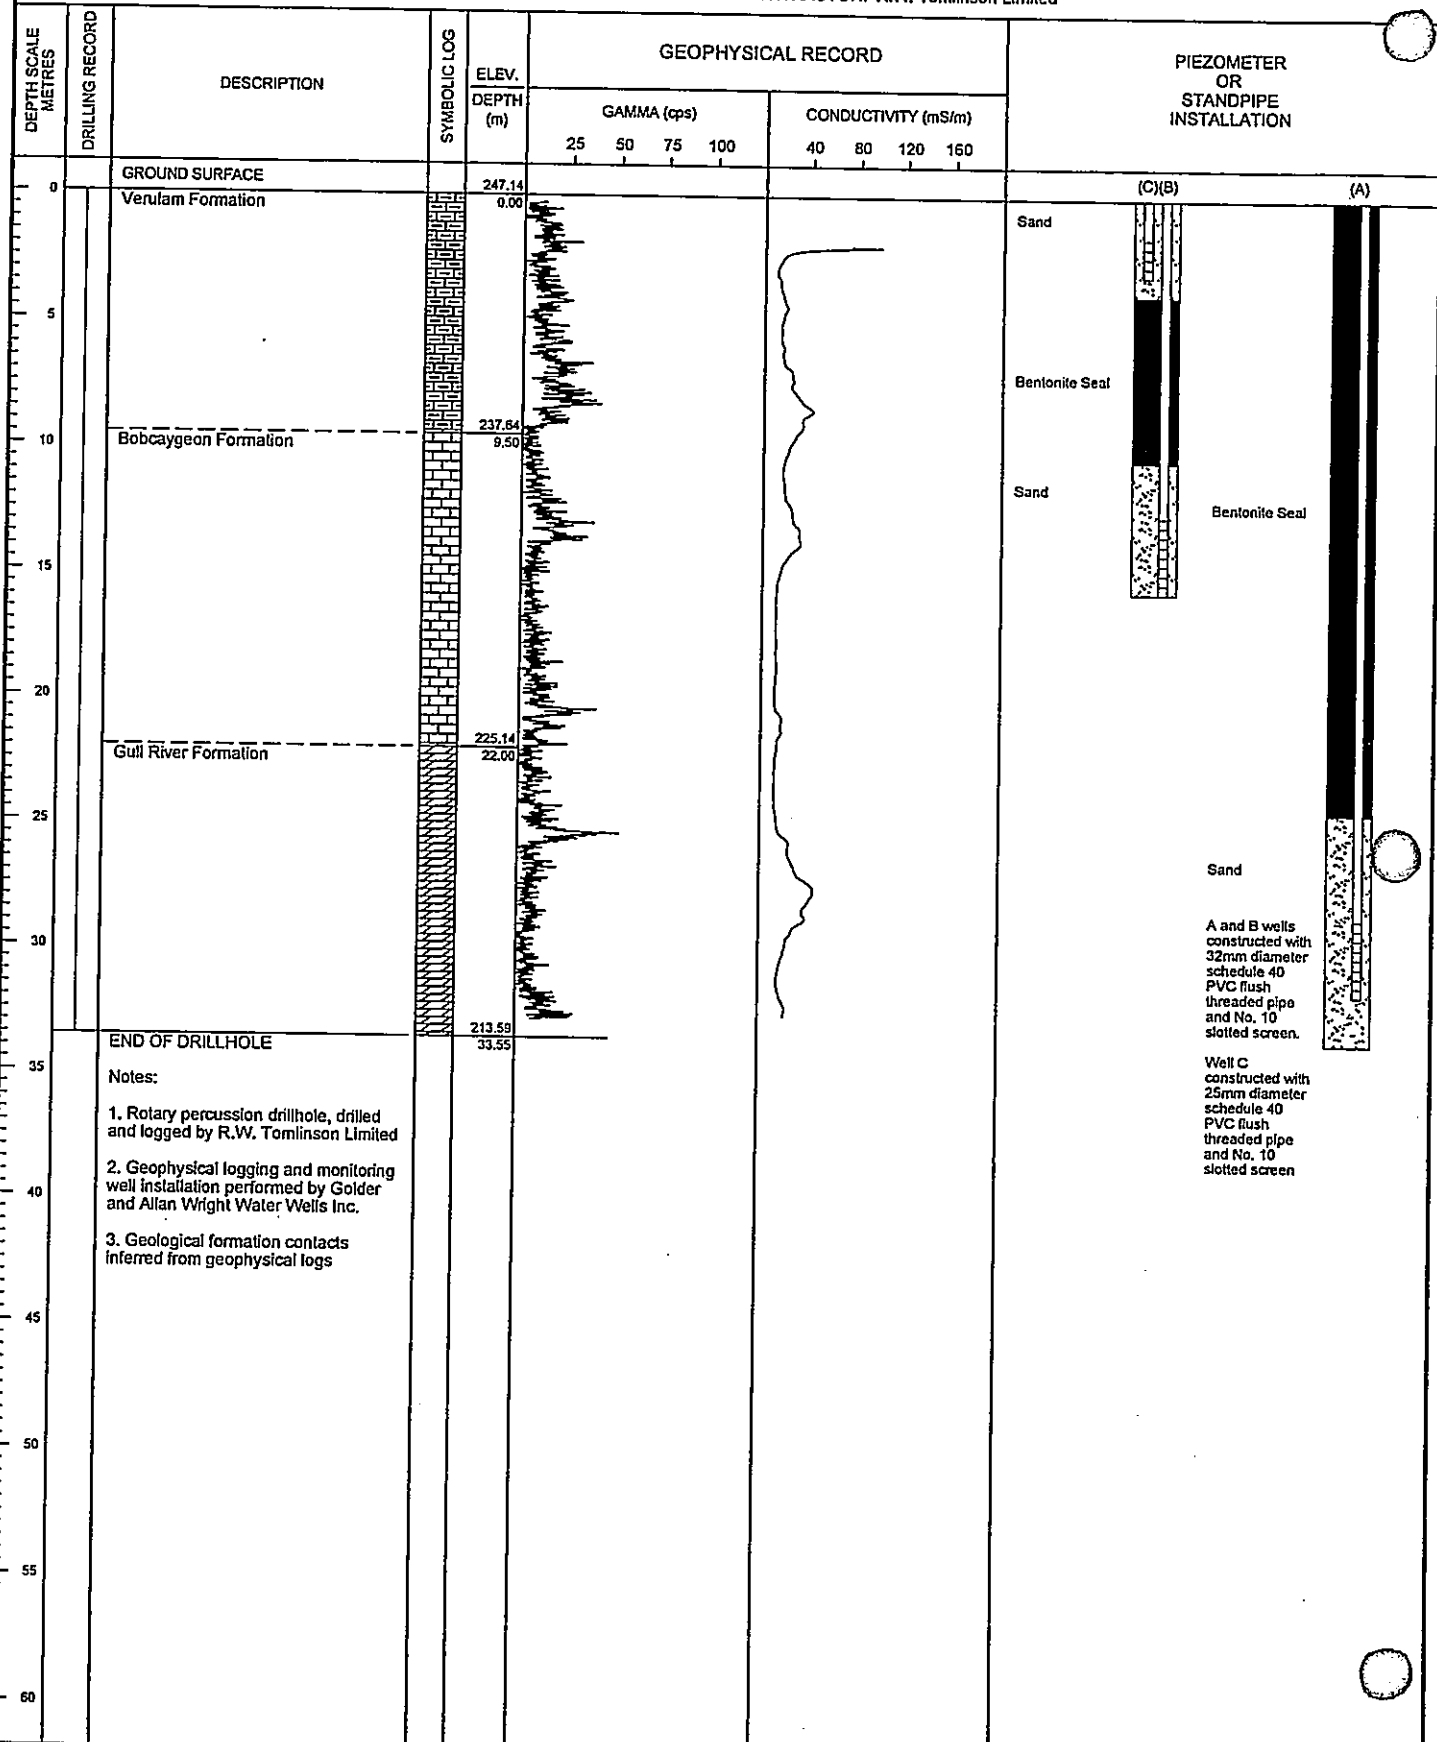 Tomlinson Limited
DEPTH SCALE
METRES
DRILLING RECORD
DESCRIPTION
SYMBOLIC LOG
ELEV.
DEPTH
(m)
GEOPHYSICAL RECORD
GAMMA (cps)
25 50 75 100
CONDUCTIVITY (mS/m)
40 80 120 160
PIEZOMETER
OR
STANDPIPE
INSTALLATION
GROUND SURFACE
0
247.14
0.00
(C)(B)
(A)
Verulam Formation
Sand
5
Bentonite Seal
237.64
9.50
10
Bobcaygeon Formation
Sand
Bentonite Seal
15
20
225.14
22.00
Gull River Formation
25
Sand
30
A and B wells
constructed with
32mm diameter
schedule 40
PVC flush
threaded pipe
and No. 10
slotted screen.
213.59
33.55
END OF DRILLHOLE
35
Well C
constructed with
25mm diameter
schedule 40
PVC flush
threaded pipe
and No. 10
slotted screen
Notes:
1. Rotary percussion drillhole, drilled
and logged by R.W. Tomlinson Limited
2. Geophysical logging and monitoring
well installation performed by Golder
and Allan Wright Water Wells Inc.
40
3. Geological formation contacts
inferred from geophysical logs
45
50
55
60